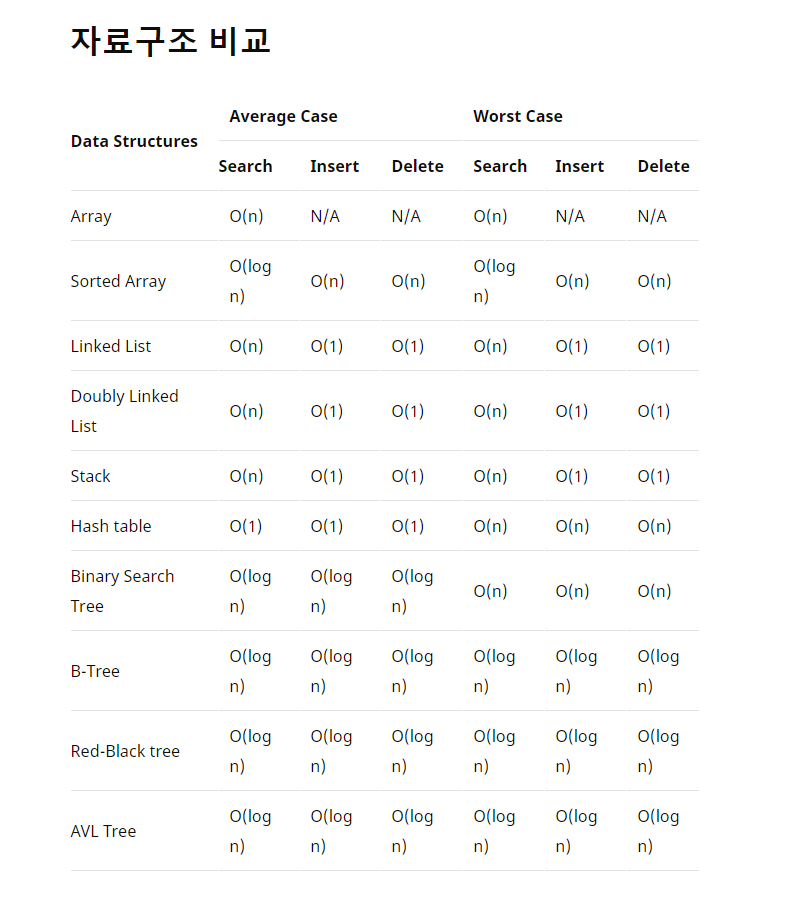 자료구조 비교
Data Structures Average Case Worst Case
Search Insert Delete Search Insert Delete
Array O(n) N/A N/A O(n) N/A N/A
Sorted Array O(log n) O(n) O(n) O(log n) O(n) O(n)
Linked List O(n) O(1) O(1) O(n) O(1) O(1)
Doubly Linked List O(n) O(1) O(1) O(n) O(1) O(1)
Stack O(n) O(1) O(1) O(n) O(1) O(1)
Hash table O(1) O(1) O(1) O(n) O(n) O(n)
Binary Search Tree O(log n) O(log n) O(log n) O(n) O(n) O(n)
B-Tree O(log n) O(log n) O(log n) O(log n) O(log n) O(log n)
Red-Black tree O(log n) O(log n) O(log n) O(log n) O(log n) O(log n)
AVL Tree O(log n) O(log n) O(log n) O(log n) O(log n) O(log n)